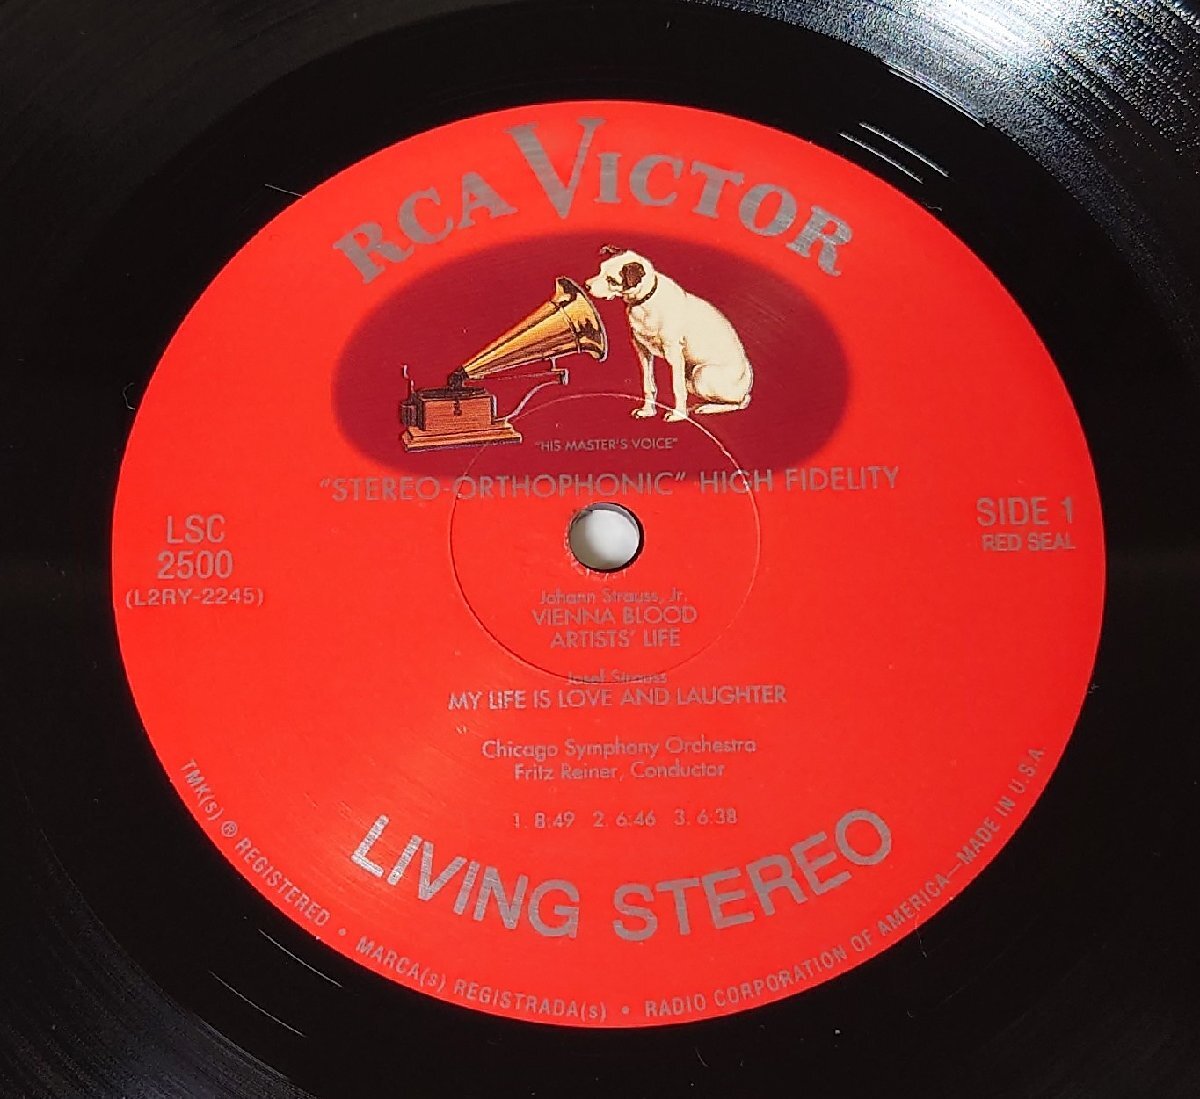 RCA VICTOR
"HIS MASTER'S VOICE"
"STEREO-ORTHOPHONIC" HIGH FIDELITY
LSC
2500
(L2RY-2245)
SIDE 1
RED SEAL
Johann Strauss, Jr.
VIENNA BLOOD
ARTISTS' LIFE
Josef Strauss
MY LIFE IS LOVE AND LAUGHTER
Chicago Symphony Orchestra
Fritz Reiner, Conductor
1. 8:49 2. 6:46 3. 6:38
LIVING STEREO
TMK(s) ® REGISTERED • MARCA(s) REGISTRADA(s) • RADIO CORPORATION OF AMERICA—MADE IN U.S.A